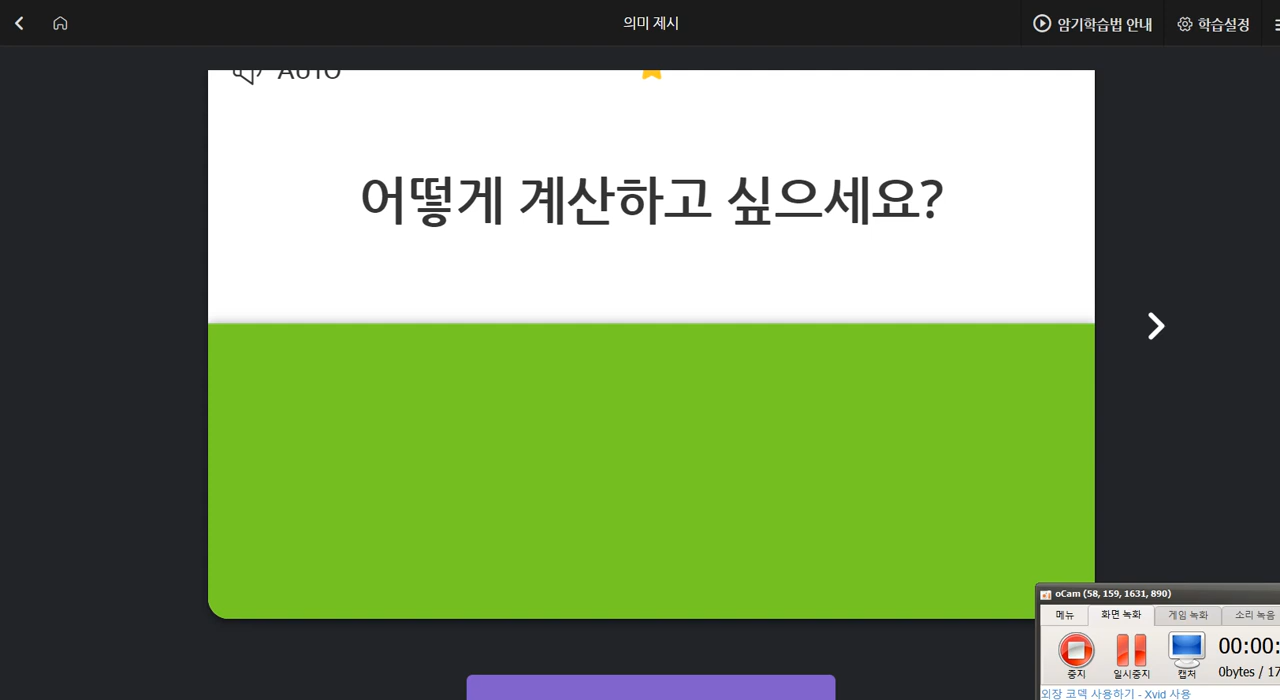 의미 제시
암기학습법 안내
학습설정
AUTO
어떻게 계산하고 싶으세요?
oCam (58, 159, 1631, 890)
메뉴 화면 녹화 게임 녹화 소리 녹음
00:00:
중지 일시중지 캡처 0bytes / 17
외장 코덱 사용하기 - Xvid 사용